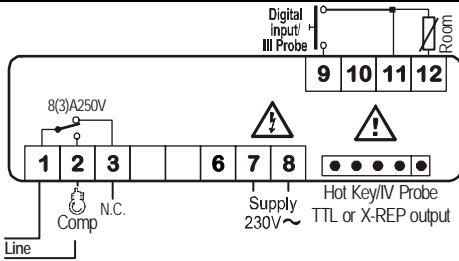 Digital
input/
III Probe
Room
9 10 11 12
8(3)A250V
1 2 3 6 7 8
Comp
N.C.
Supply
230V~
Hot Key/IV Probe
TTL or X-REP output
Line